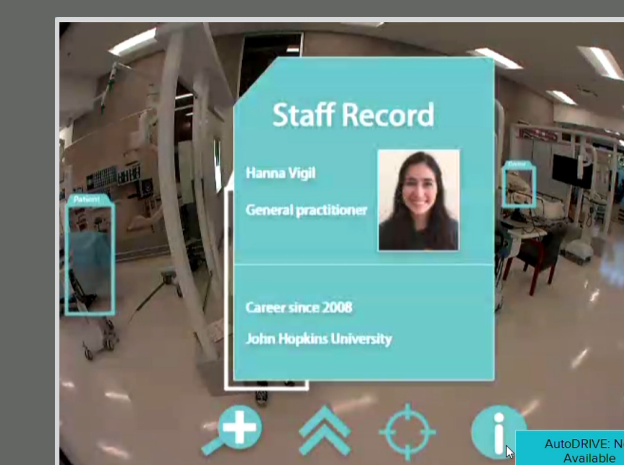 Staff Record
Hanna Vigil
General practitioner
Patient
Career since 2008
John Hopkins University
AutoDRIVE:
Available